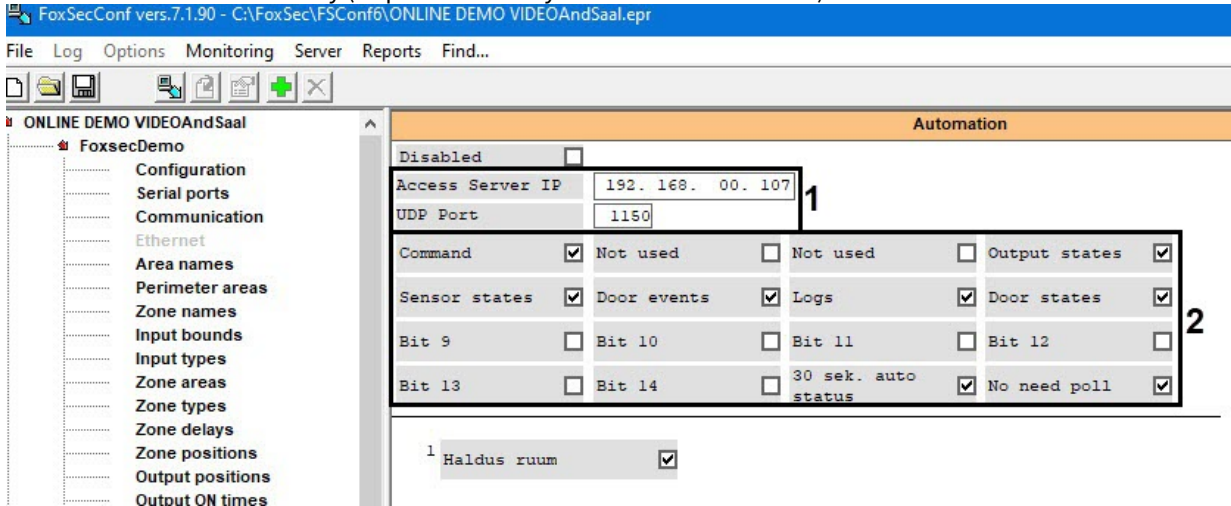 FoxSecConf vers.7.1.90 - C:\FoxSec\FSConf6\ONLINE DEMO VIDEOAndSaal.epr
File Log Options Monitoring Server Reports Find...
ONLINE DEMO VIDEOAndSaal
FoxsecDemo
Configuration
Serial ports
Communication
Ethernet
Area names
Perimeter areas
Zone names
Input bounds
Input types
Zone areas
Zone types
Zone delays
Zone positions
Output positions
Output ON times
Automation
Disabled
Access Server IP 192. 168. 00. 107
UDP Port 1150
1
Command Not used Not used Output states
Sensor states Door events Logs Door states
Bit 9 Bit 10 Bit 11 Bit 12
Bit 13 Bit 14 30 sek. auto status No need poll
2
1 Haldus ruum